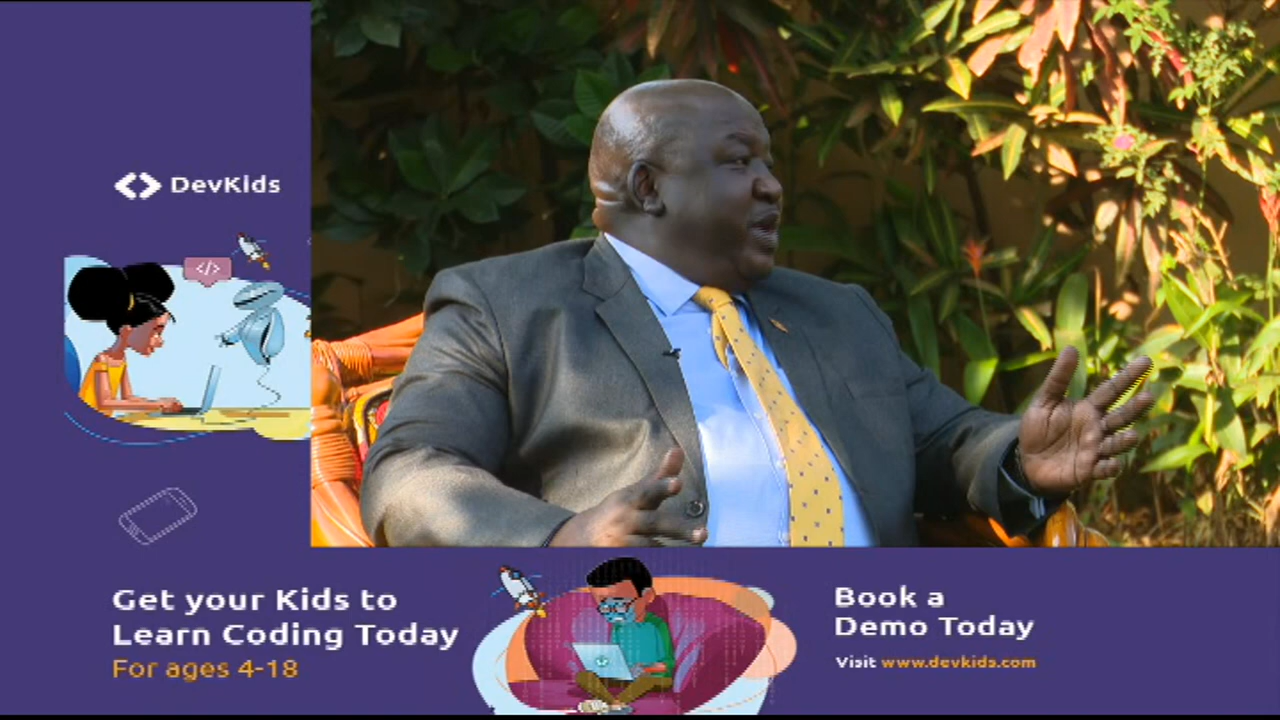 DevKids
</>
Get your Kids to
Learn Coding Today
For ages 4-18
Book a
Demo Today
Visit www.devkids.com